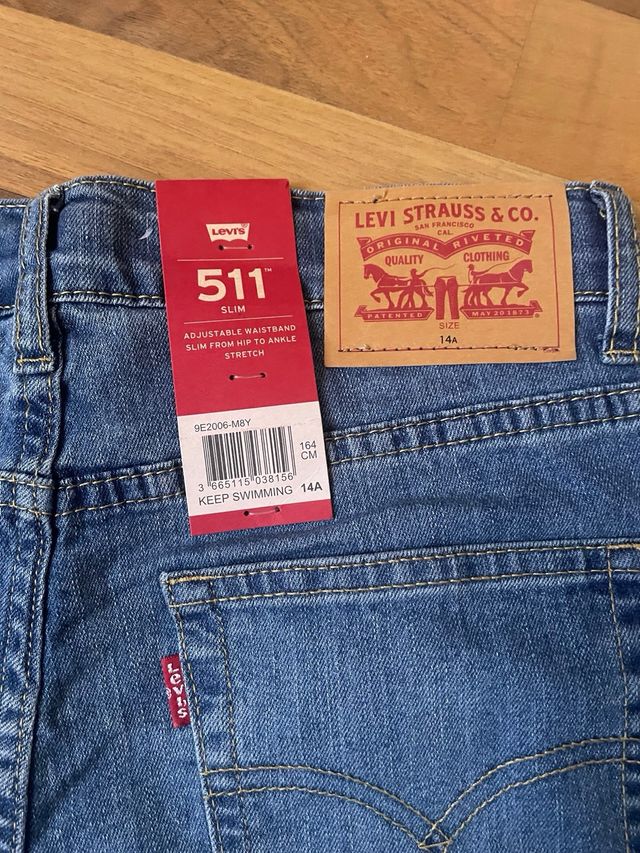 Levi's
511™
SLIM
ADJUSTABLE WAISTBAND
SLIM FROM HIP TO ANKLE
STRETCH
9E2006-M8Y
164
CM
3 665115 038156
KEEP SWIMMING 14A
LEVI STRAUSS & CO.
SAN FRANCISCO
CAL.
ORIGINAL RIVETED
QUALITY CLOTHING
PATENTED MAY 20 1873
SIZE
14A
Levi's